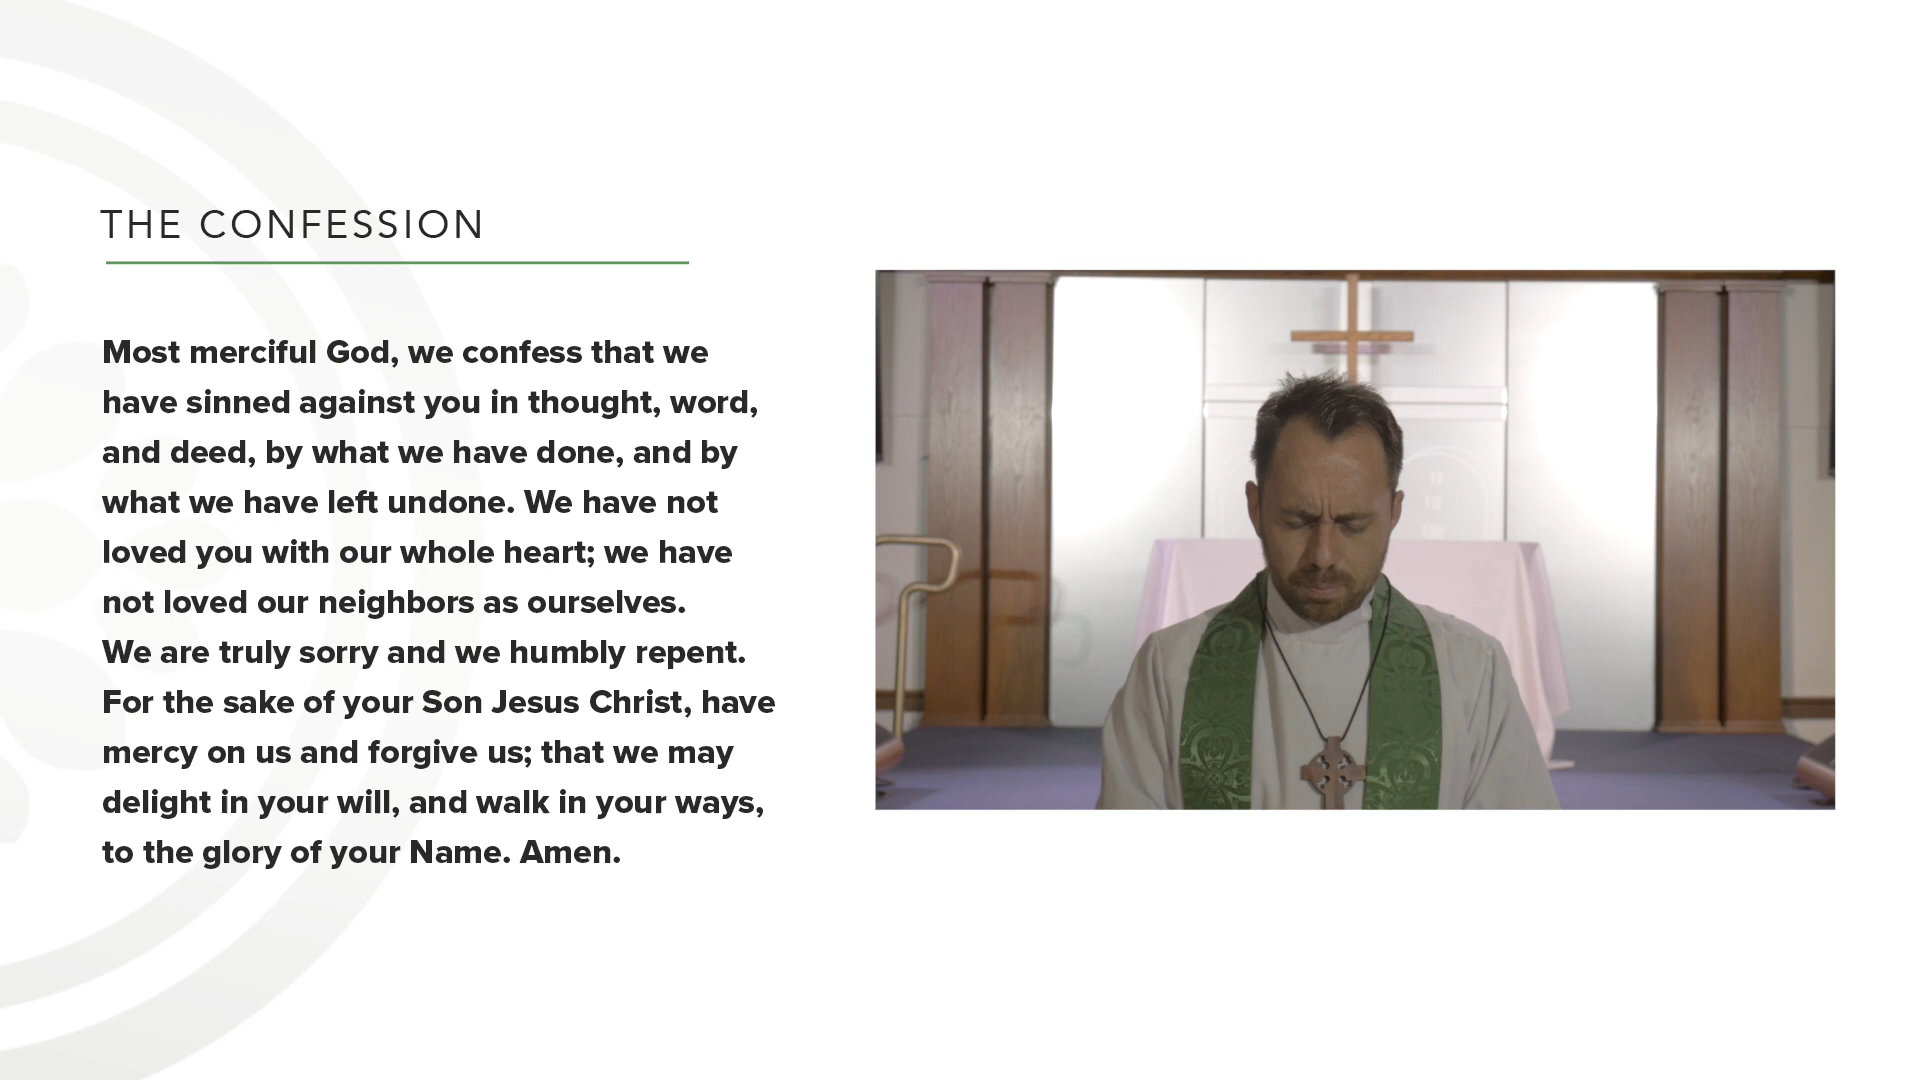 THE CONFESSION
Most merciful God, we confess that we
have sinned against you in thought, word,
and deed, by what we have done, and by
what we have left undone. We have not
loved you with our whole heart; we have
not loved our neighbors as ourselves.
We are truly sorry and we humbly repent.
For the sake of your Son Jesus Christ, have
mercy on us and forgive us; that we may
delight in your will, and walk in your ways,
to the glory of your Name. Amen.